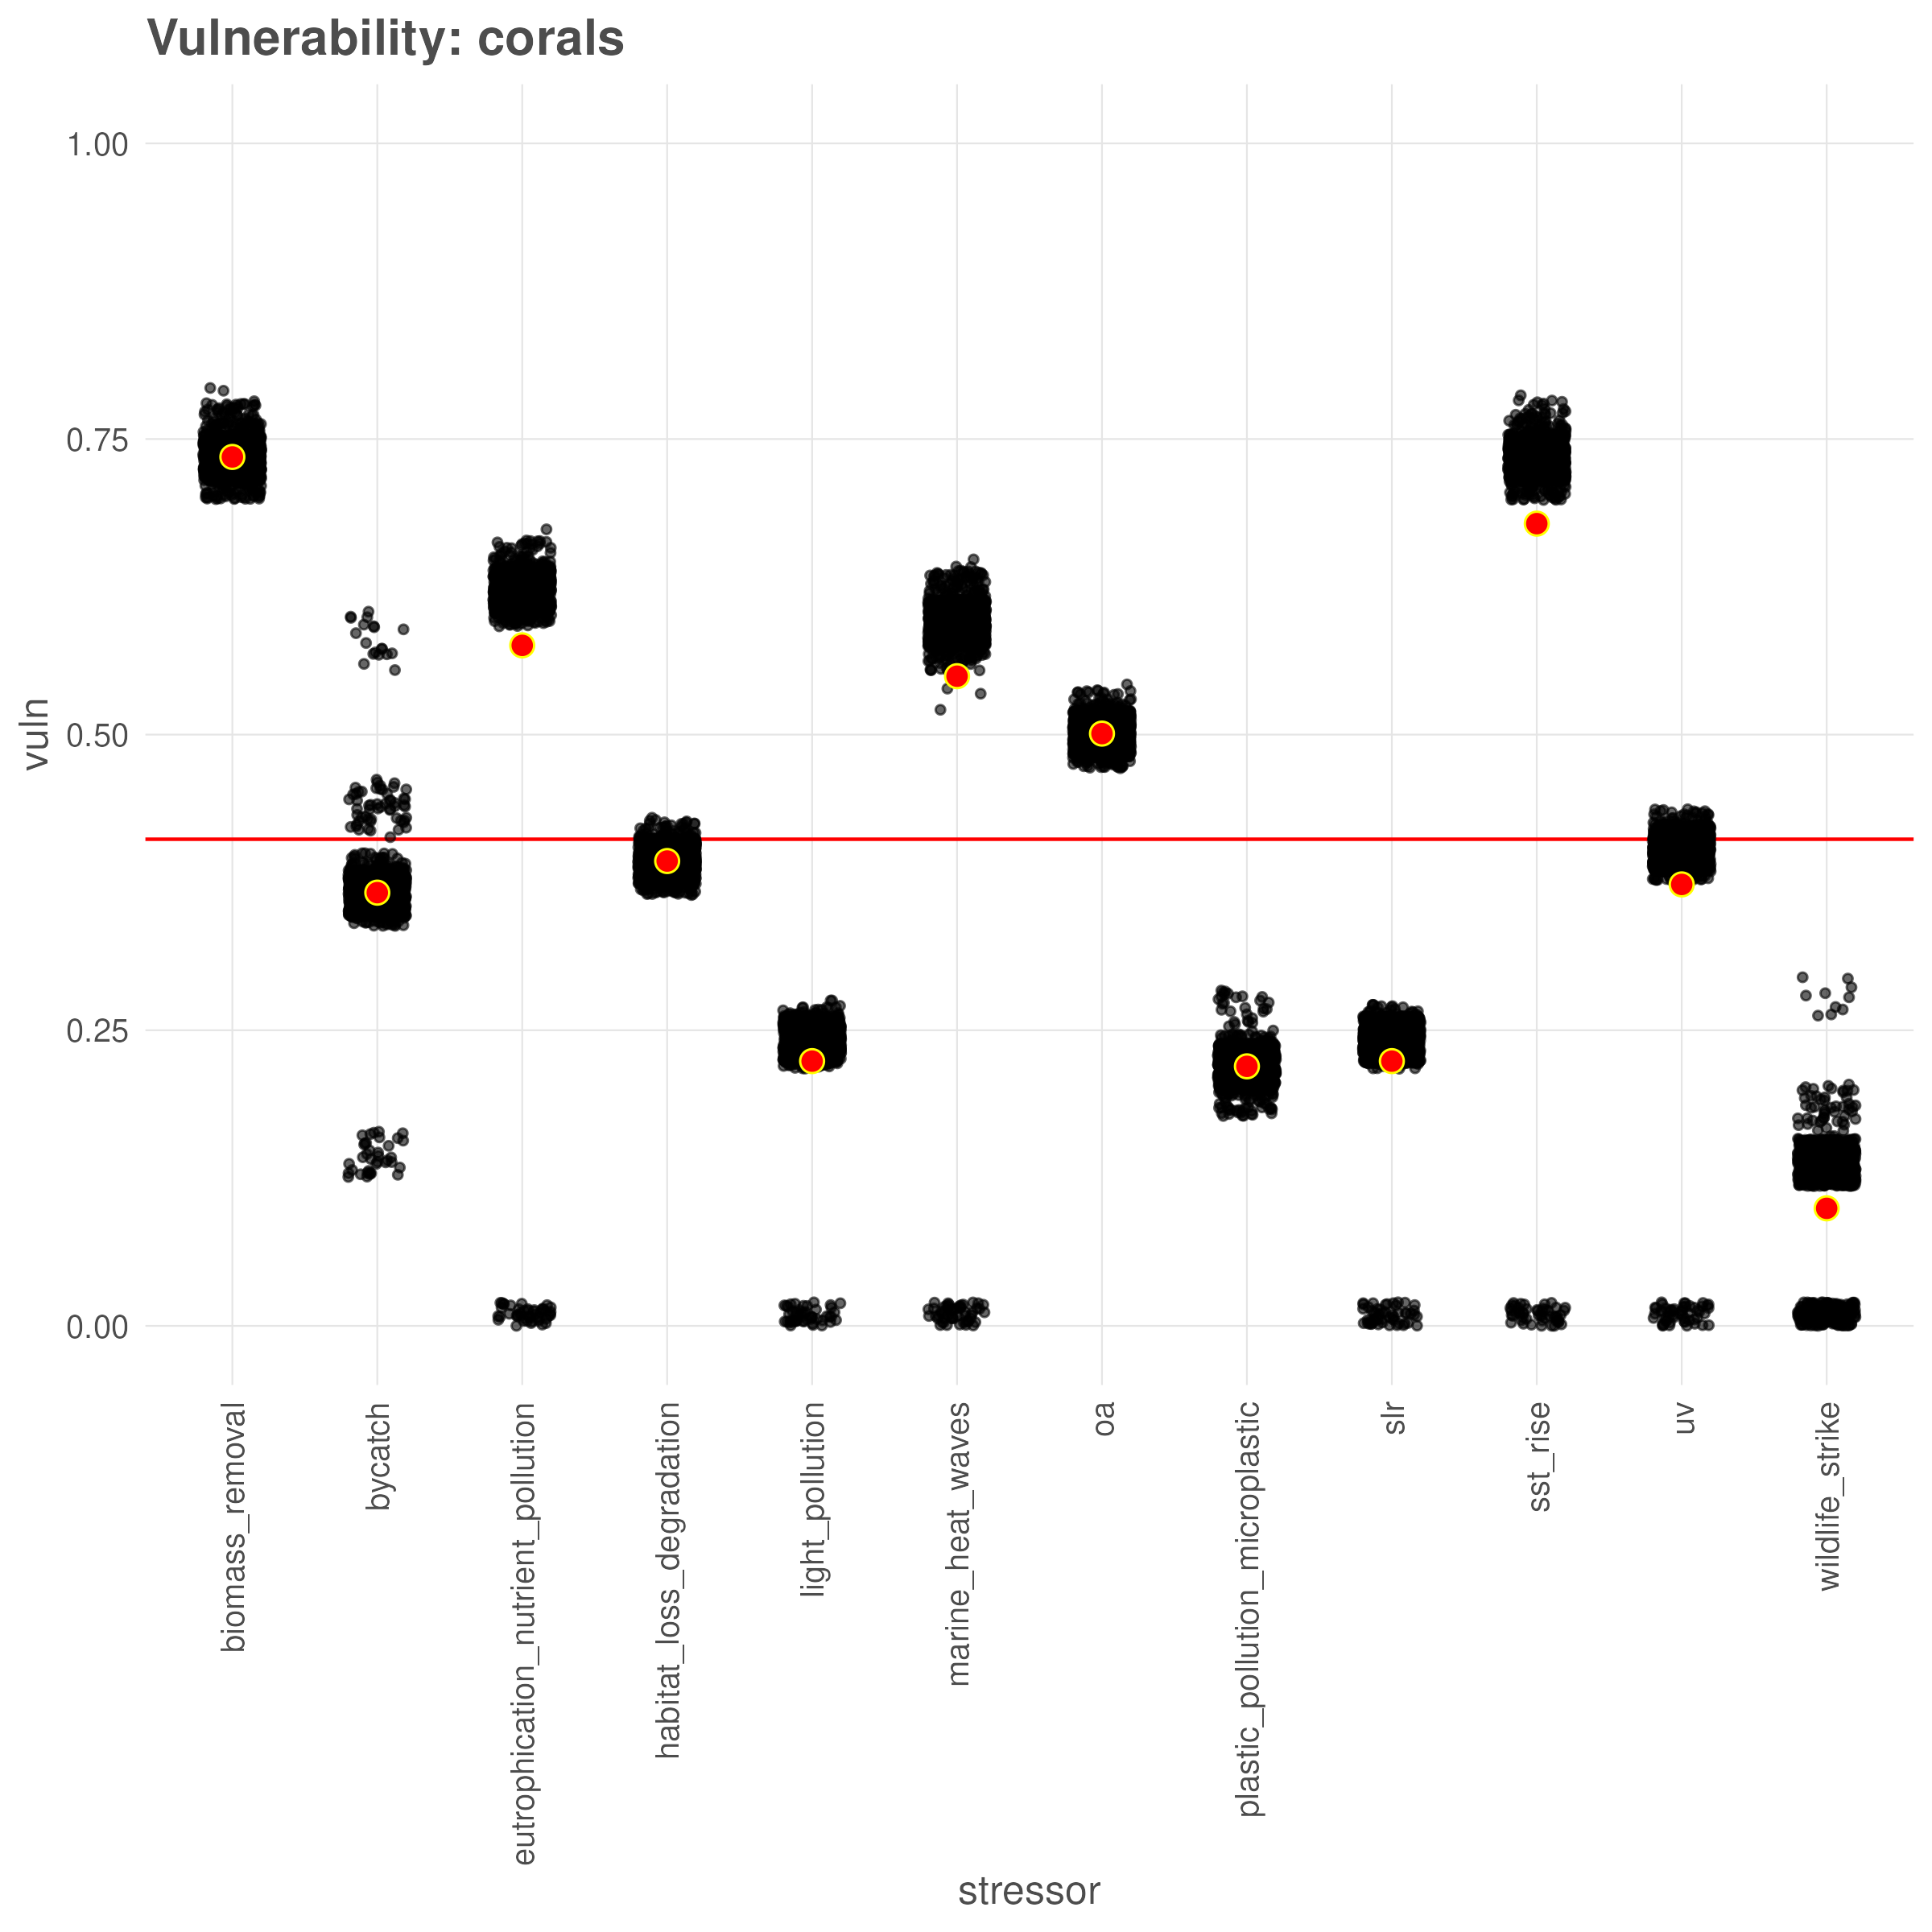 Vulnerability: corals
1.00
0.75
0.50
0.25
0.00
vuln
biomass_removal
bycatch
eutrophication_nutrient_pollution
habitat_loss_degradation
light_pollution
marine_heat_waves
oa
plastic_pollution_microplastic
slr
sst_rise
uv
wildlife_strike
stressor